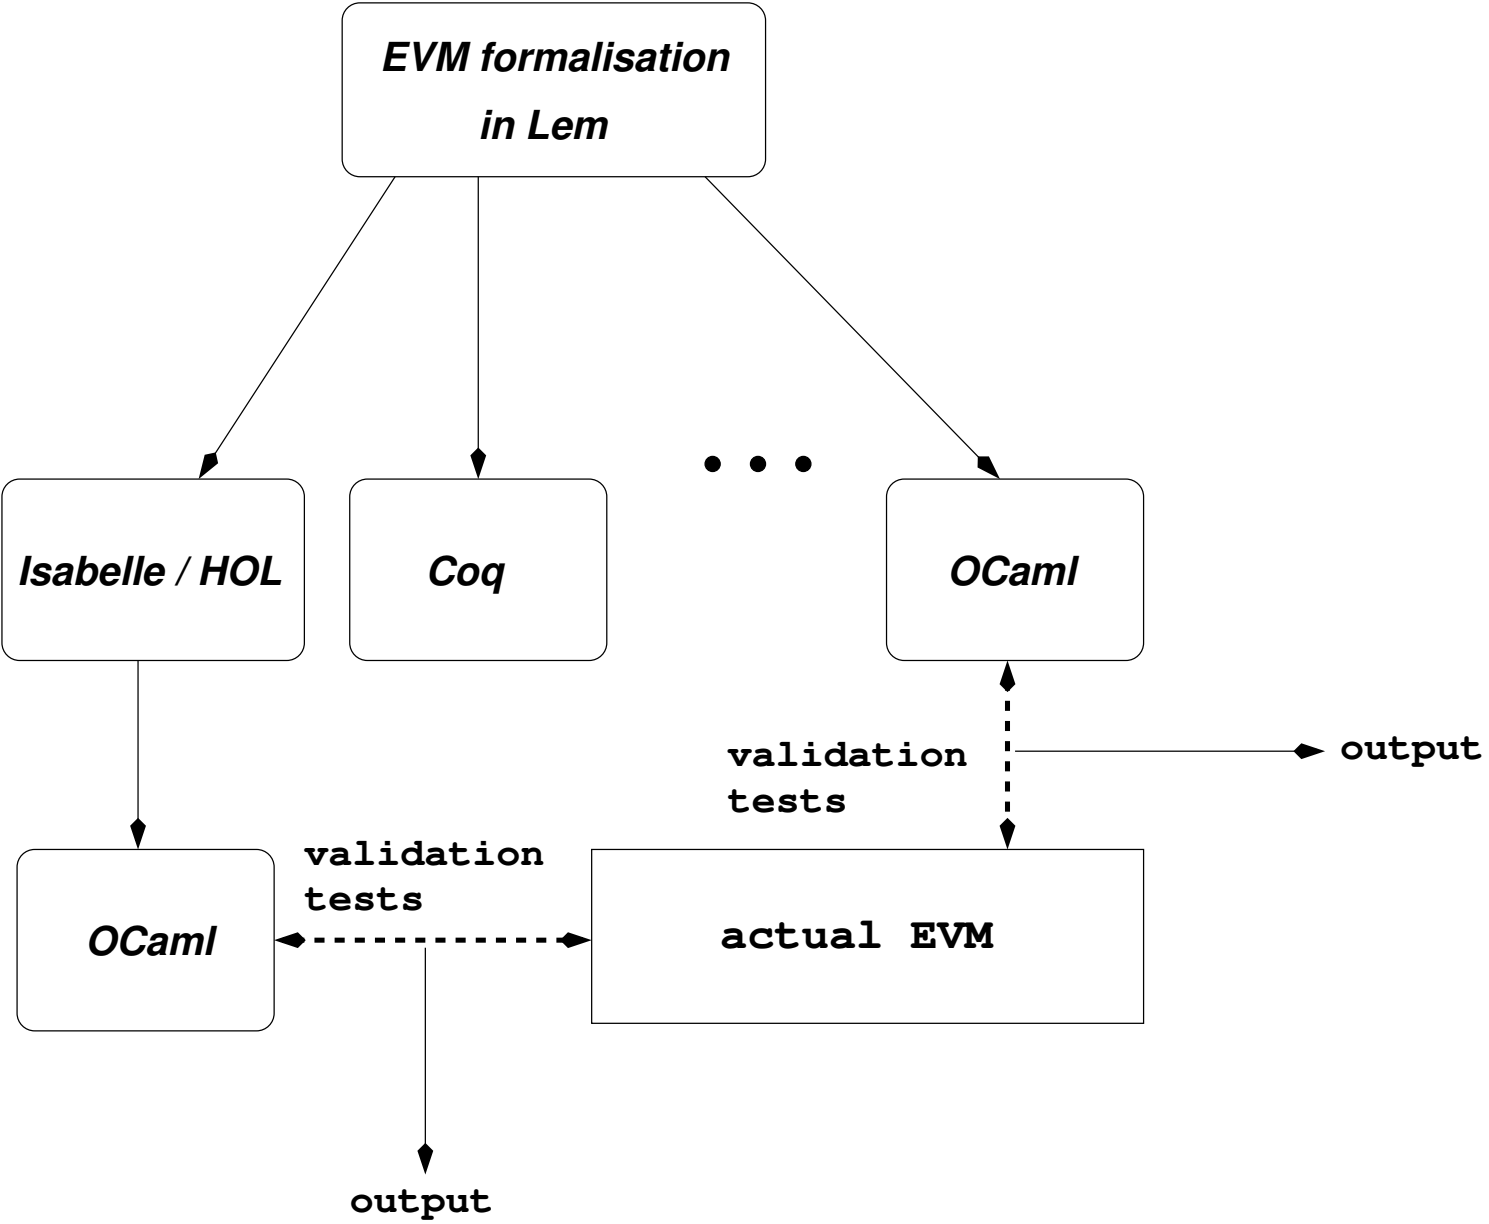 EVM formalisation
in Lem
Isabelle / HOL
Coq
OCaml
validation
tests
output
validation
tests
OCaml
actual EVM
output